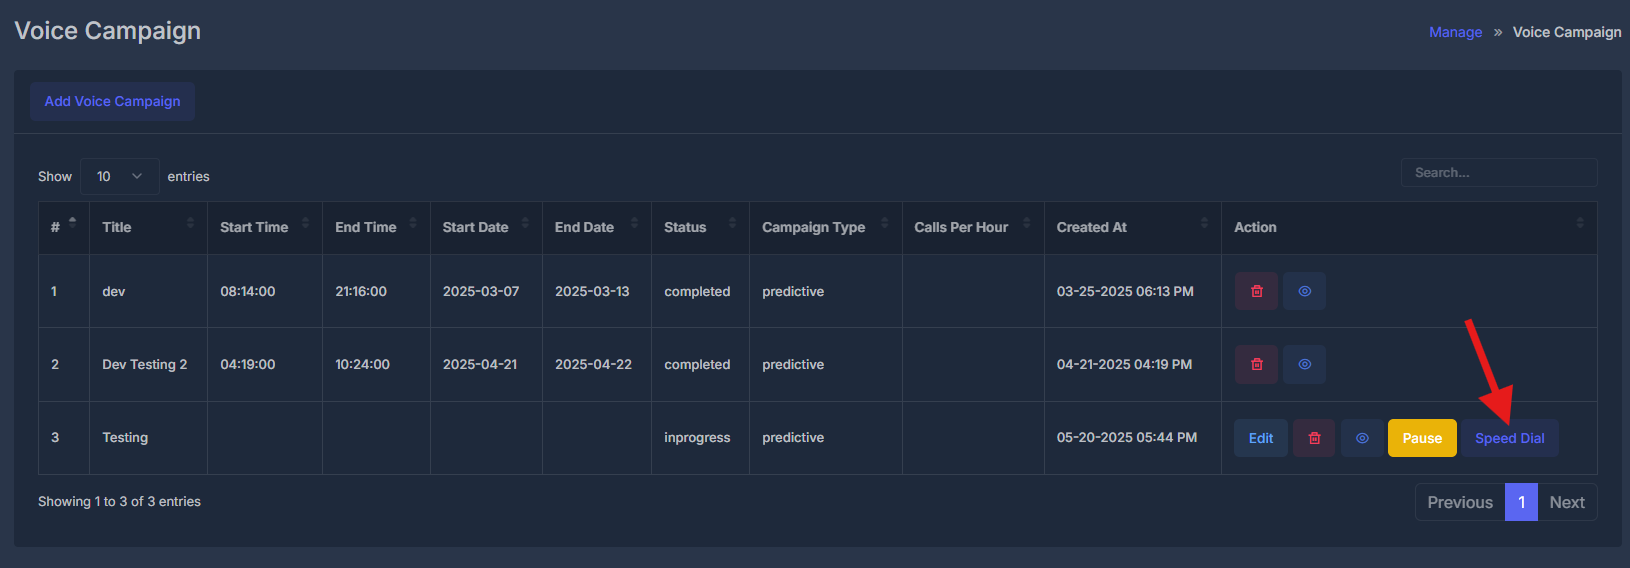 Voice Campaign
Manage » Voice Campaign
Add Voice Campaign
Show 10 entries
Search...
# Title Start Time End Time Start Date End Date Status Campaign Type Calls Per Hour Created At Action
1 dev 08:14:00 21:16:00 2025-03-07 2025-03-13 completed predictive 03-25-2025 06:13 PM
2 Dev Testing 2 04:19:00 10:24:00 2025-04-21 2025-04-22 completed predictive 04-21-2025 04:19 PM
3 Testing inprogress predictive 05-20-2025 05:44 PM Edit Pause Speed Dial
Showing 1 to 3 of 3 entries
Previous 1 Next